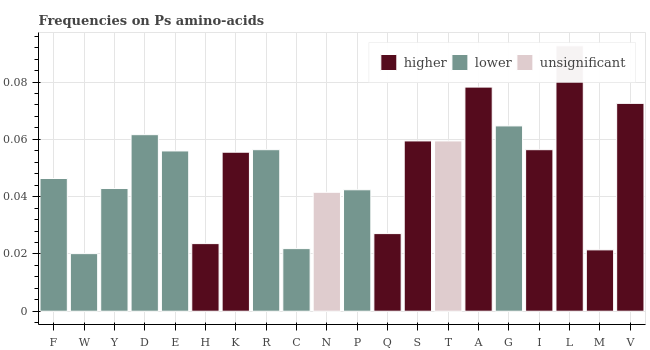 Frequencies on Ps amino-acids
higher lower unsignificant
0.08
0.06
0.04
0.02
0
F W Y D E H K R C N P Q S T A G I L M V